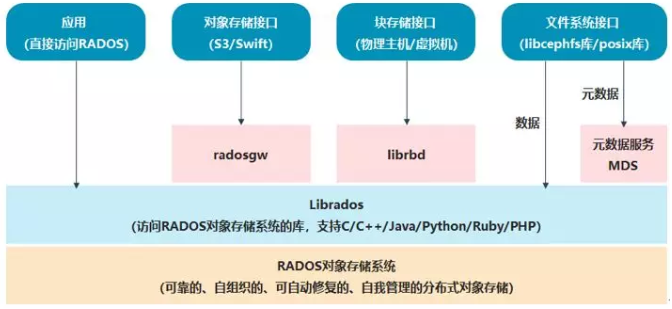 应用
(直接访问RADOS)
对象存储接口
(S3/Swift)
块存储接口
(物理主机/虚拟机)
文件系统接口
(libcephfs库/posix库)
元数据
数据
radosgw
librbd
元数据服务
MDS
Librados
(访问RADOS对象存储系统的库，支持C/C++/Java/Python/Ruby/PHP)
RADOS对象存储系统
(可靠的、自组织的、可自动修复的、自我管理的分布式对象存储)